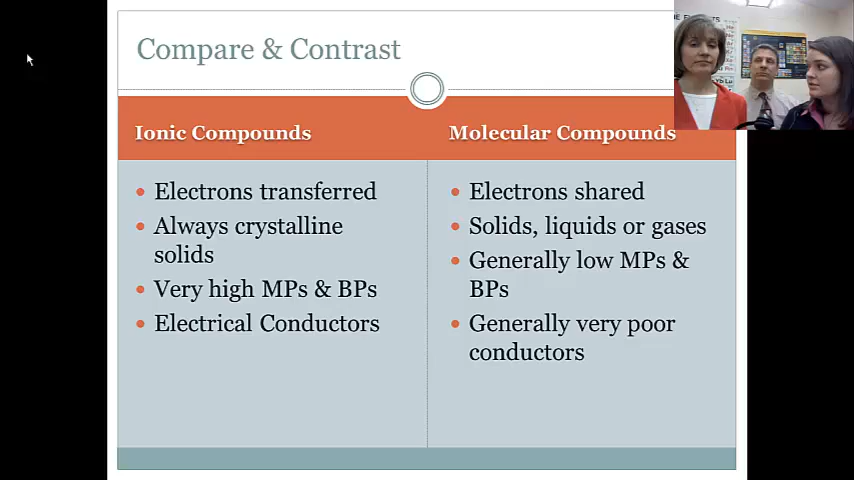 Compare & Contrast
Ionic Compounds
Molecular Compounds
Electrons transferred
Always crystalline
solids
Very high MPs & BPs
Electrical Conductors
Electrons shared
Solids, liquids or gases
Generally low MPs &
BPs
Generally very poor
conductors